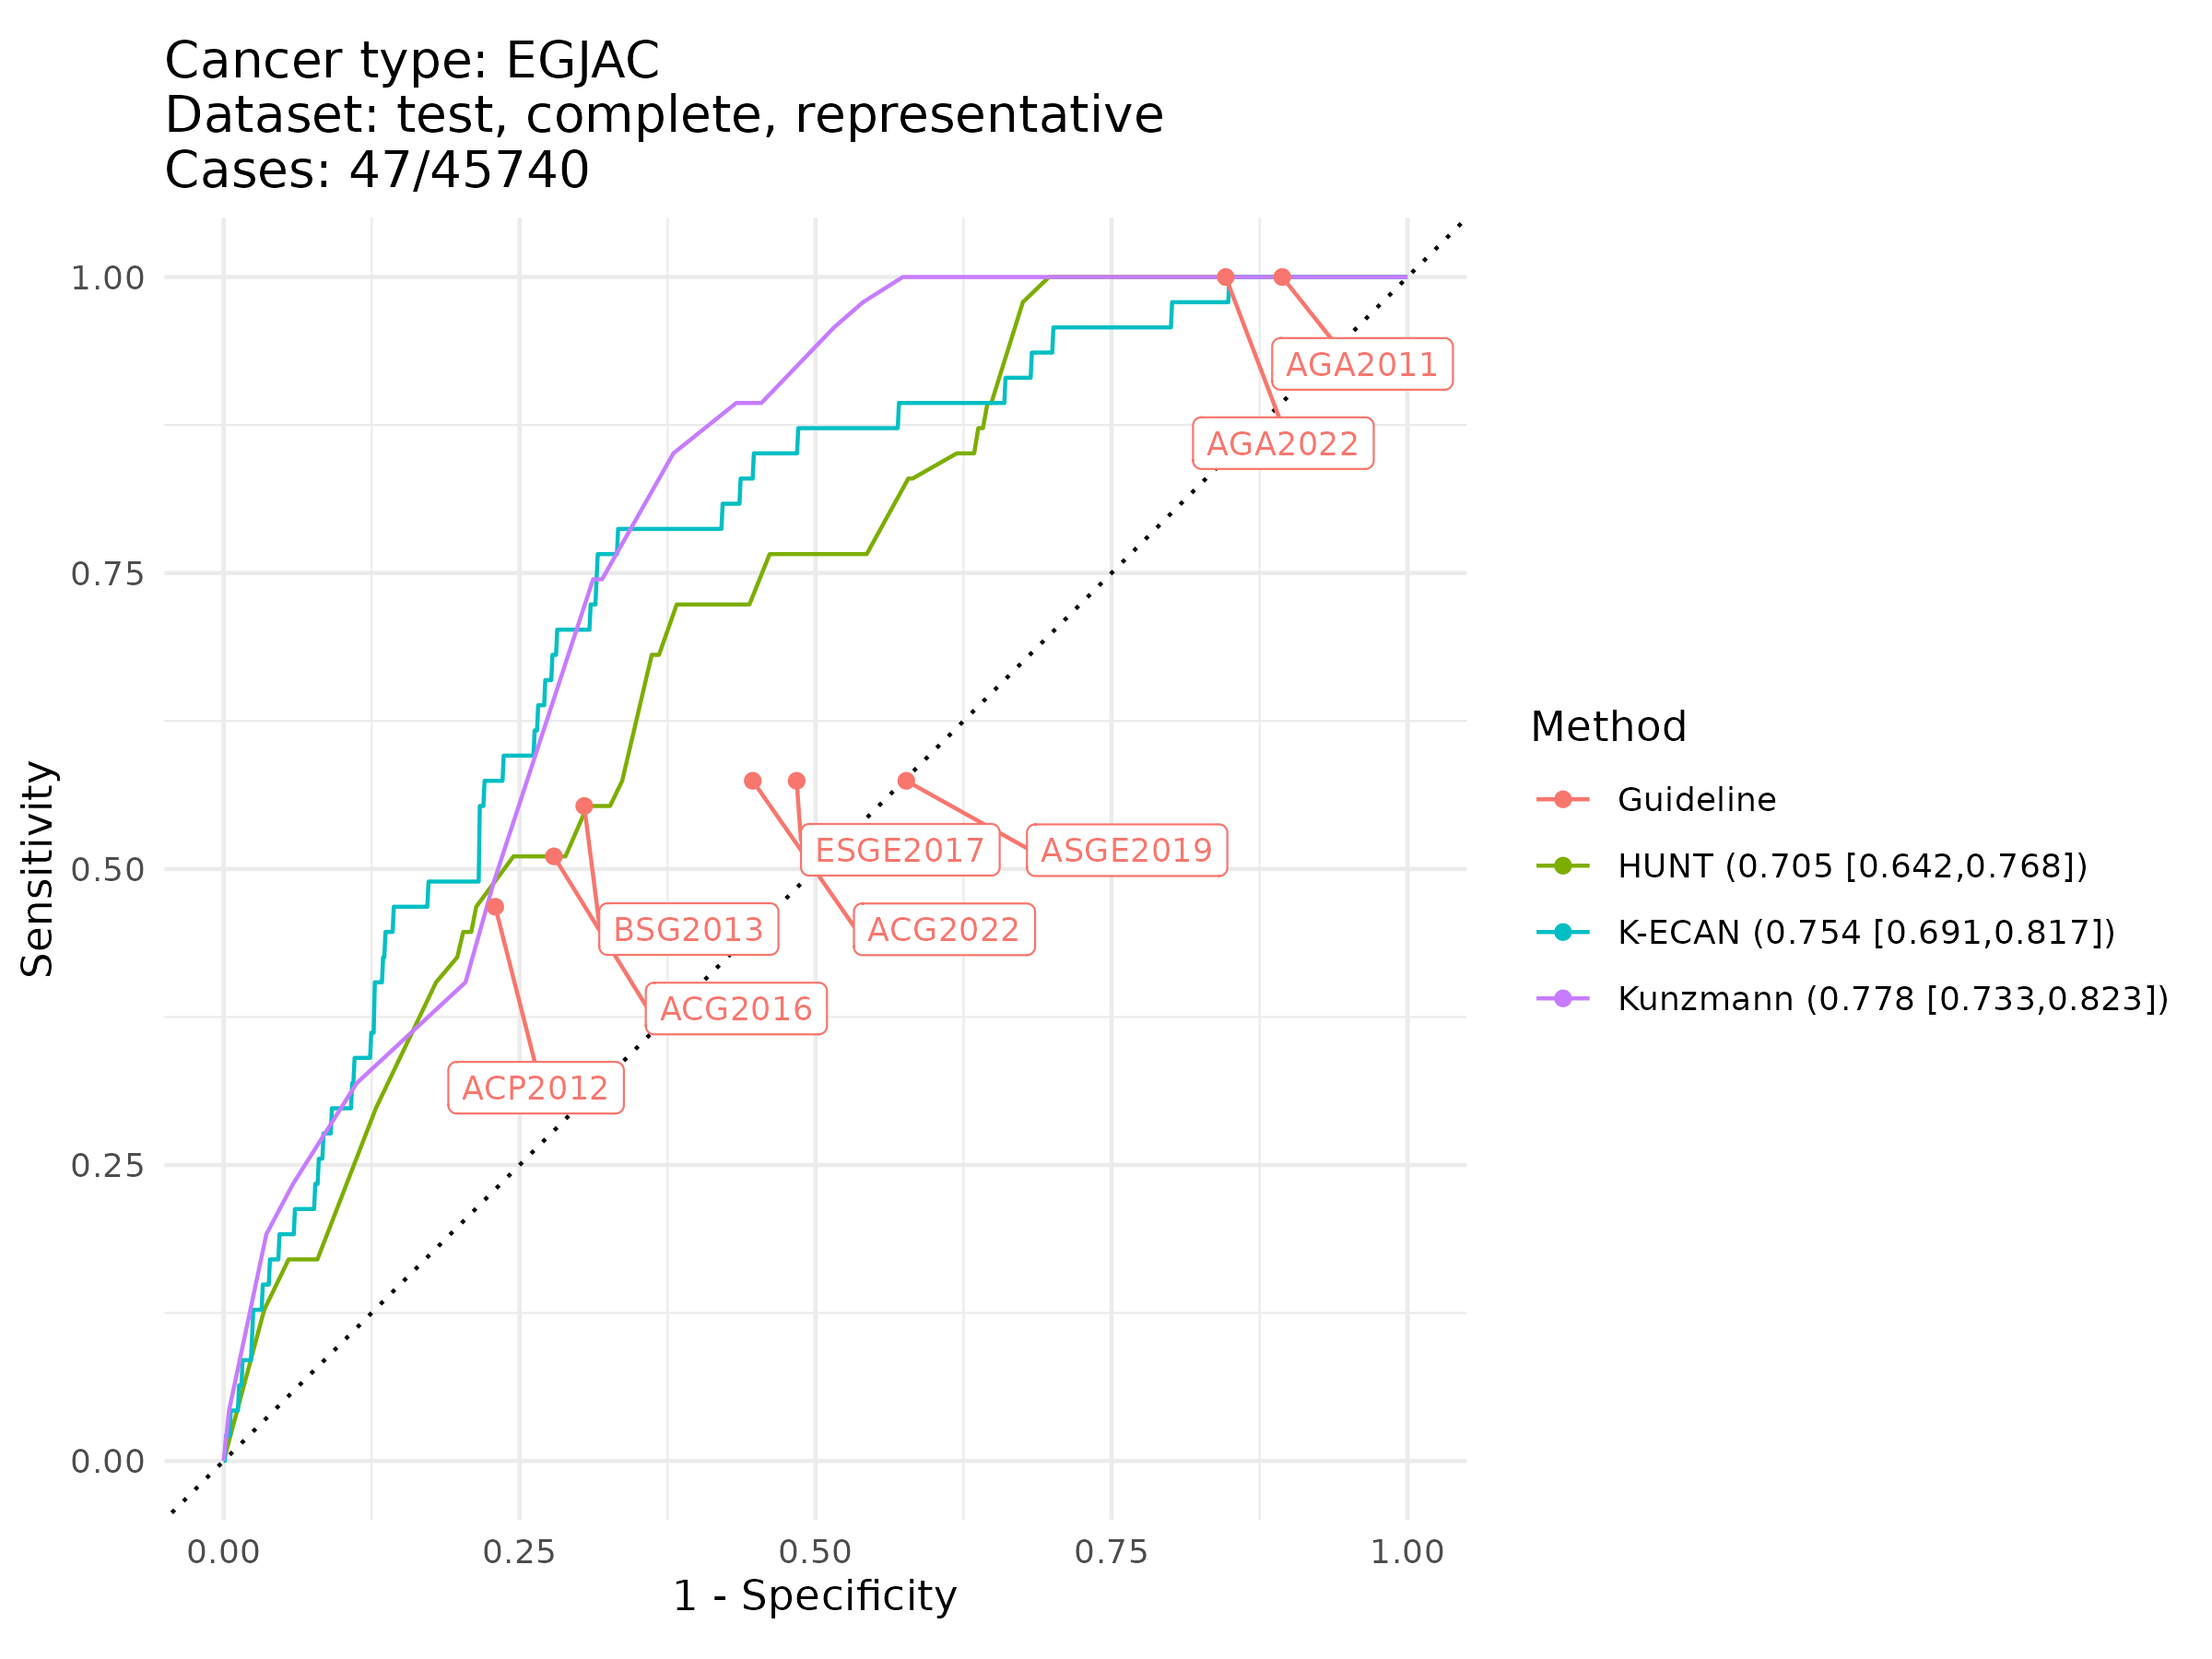 Cancer type: EGJAC
Dataset: test, complete, representative
Cases: 47/45740
1.00
0.75
0.50
0.25
0.00
Sensitivity
AGA2011
AGA2022
ESGE2017
ASGE2019
BSG2013
ACG2022
ACG2016
ACP2012
0.00
0.25
0.50
0.75
1.00
1 - Specificity
Method
Guideline
HUNT (0.705 [0.642,0.768])
K-ECAN (0.754 [0.691,0.817])
Kunzmann (0.778 [0.733,0.823])